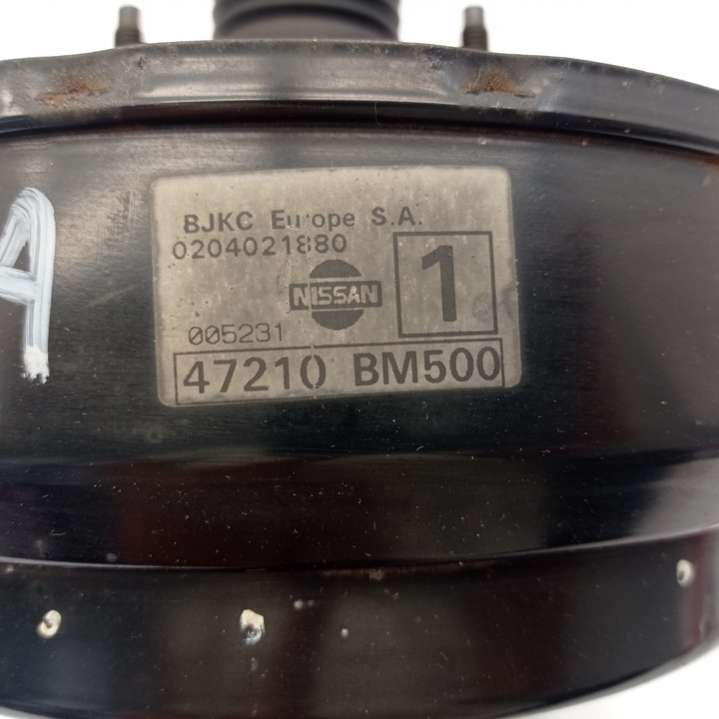 A
BJKC Europe S.A.
0204021880
1
NISSAN
005231
47210 BM500